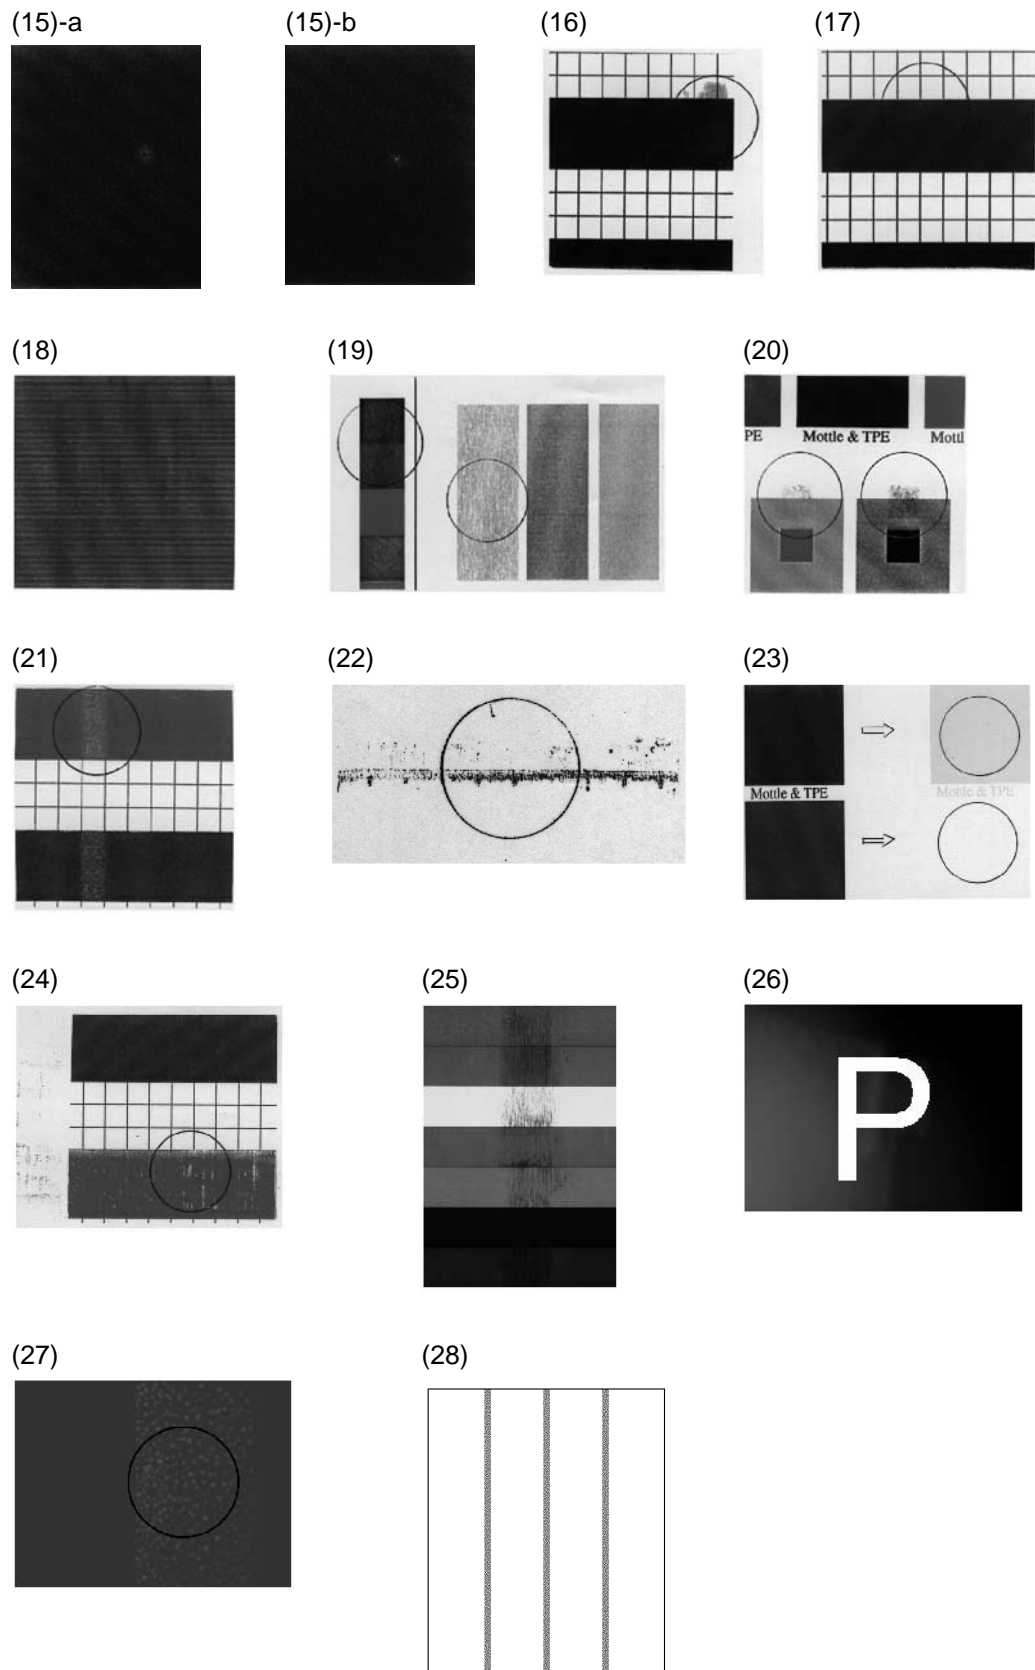 (15)-a (15)-b (16) (17)
(18) (19) (20)
PE Mottle & TPE Mottl
(21) (22) (23)
Mottle & TPE Mottle & TPE
(24) (25) (26)
P
(27) (28)